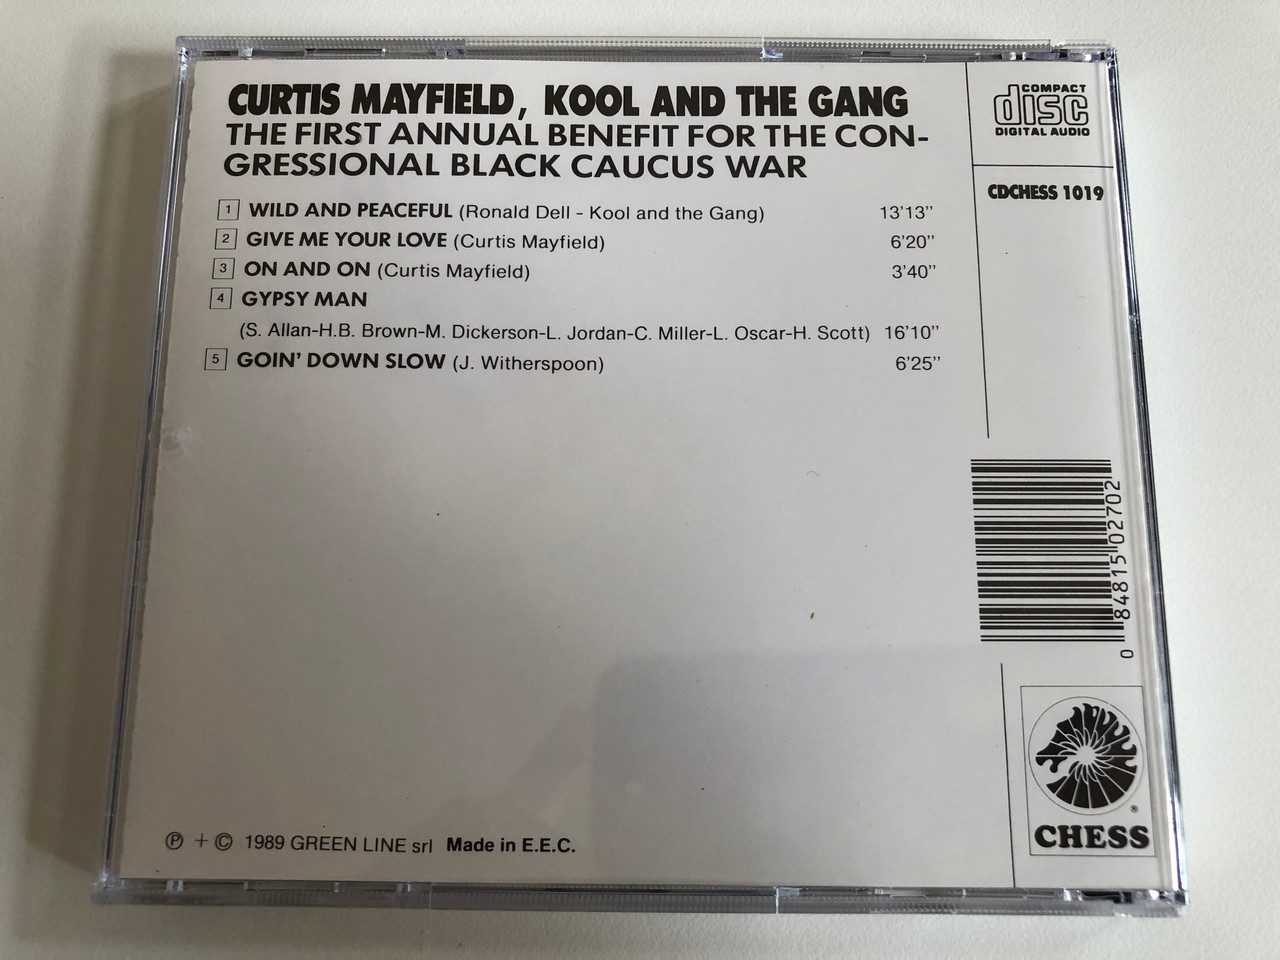 CURTIS MAYFIELD, KOOL AND THE GANG
THE FIRST ANNUAL BENEFIT FOR THE CON-
GRESSIONAL BLACK CAUCUS WAR
1 WILD AND PEACEFUL (Ronald Dell - Kool and the Gang) 13'13"
2 GIVE ME YOUR LOVE (Curtis Mayfield) 6'20"
3 ON AND ON (Curtis Mayfield) 3'40"
4 GYPSY MAN
(S. Allan-H.B. Brown-M. Dickerson-L. Jordan-C. Miller-L. Oscar-H. Scott) 16'10"
5 GOIN' DOWN SLOW (J. Witherspoon) 6'25"
℗ + © 1989 GREEN LINE srl Made in E.E.C.
COMPACT
disc
DIGITAL AUDIO
CDCHESS 1019
0 84815 02702
®
CHESS